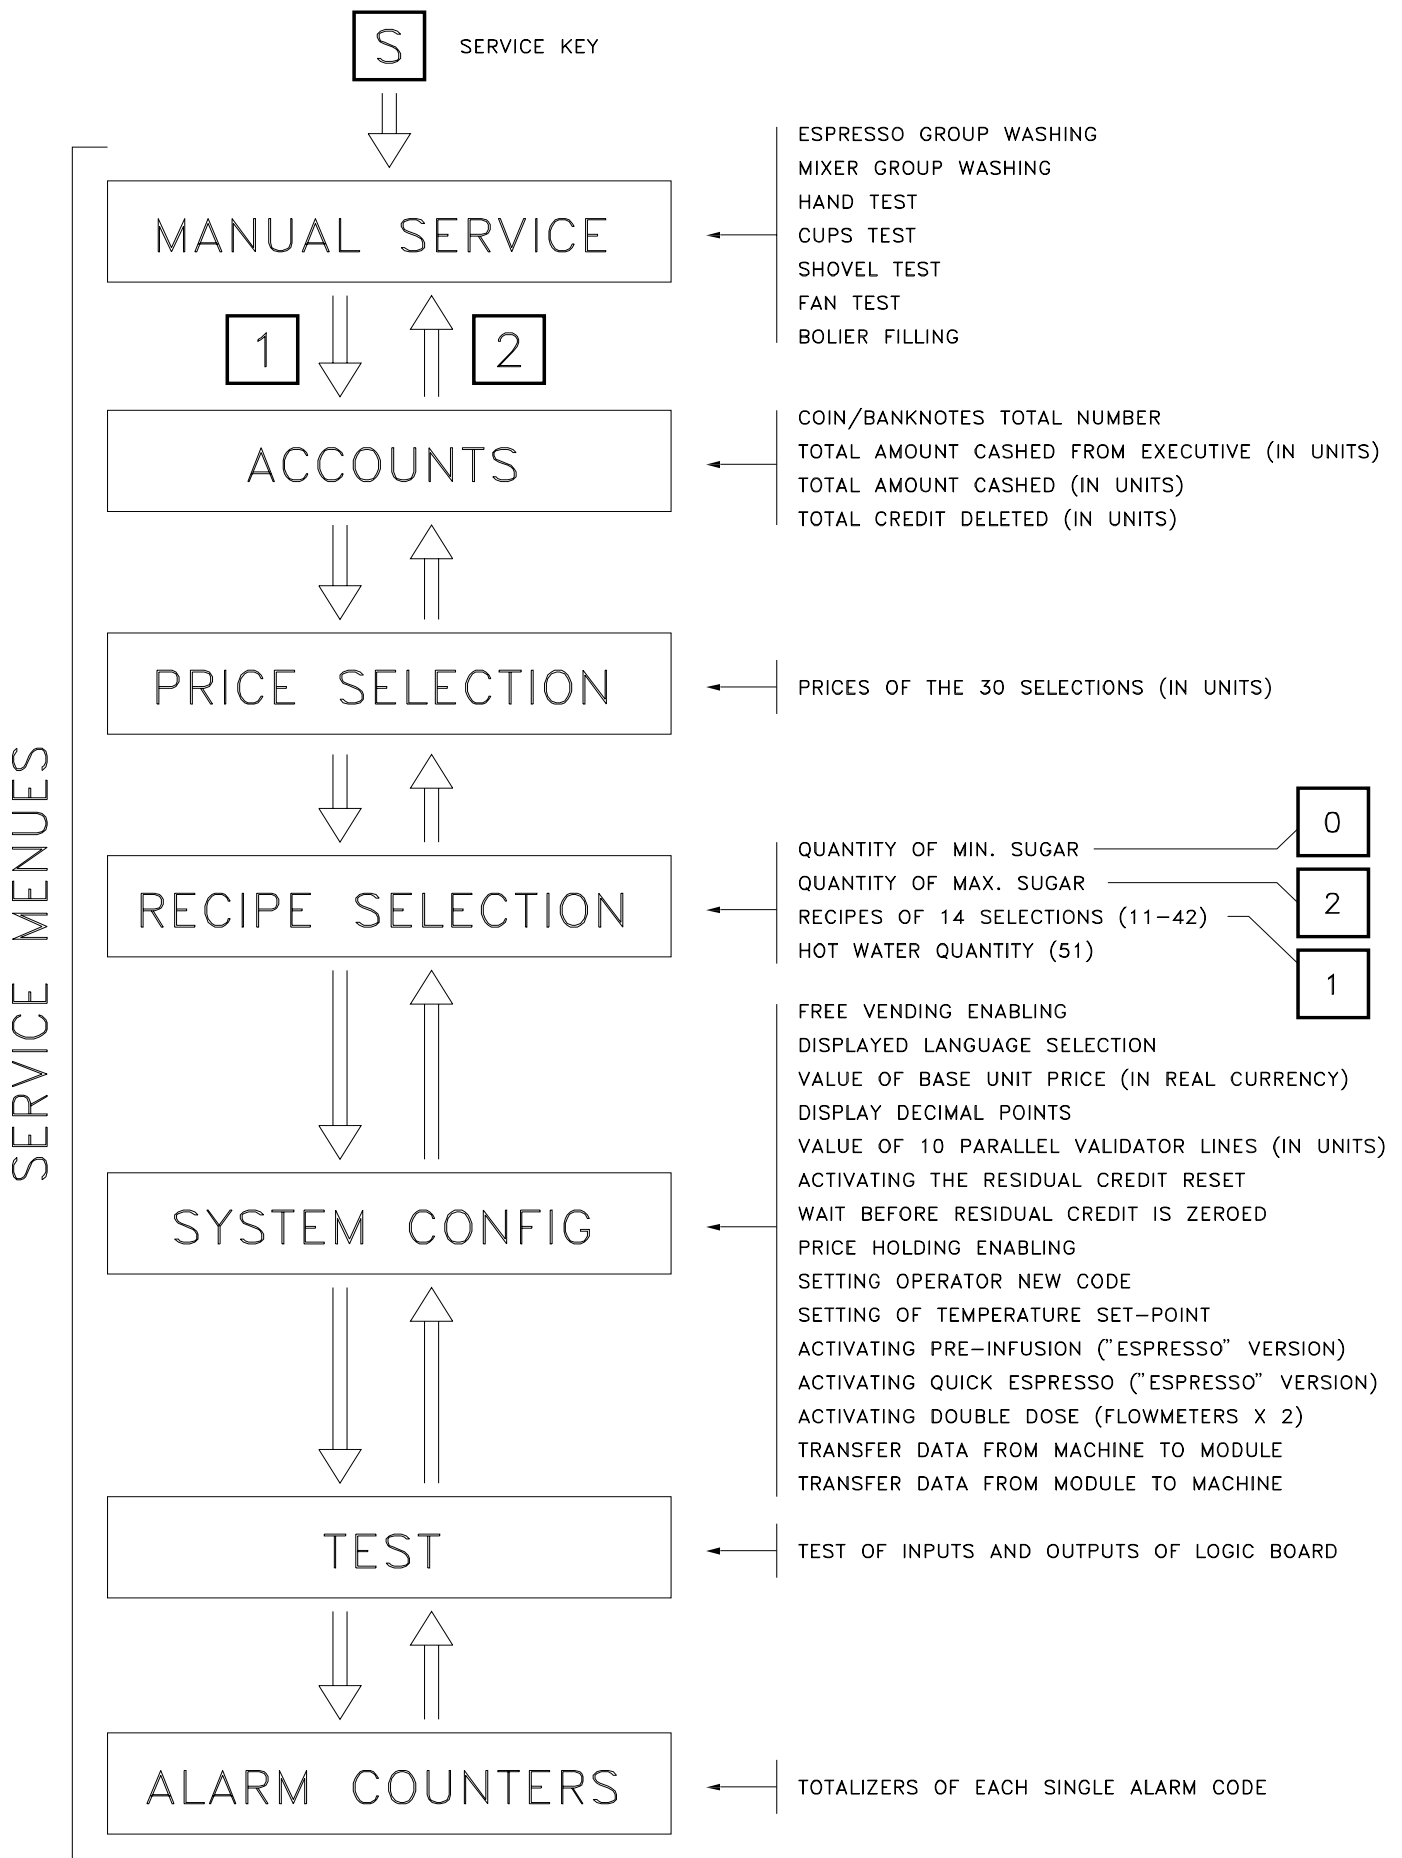 S
SERVICE KEY
ESPRESSO GROUP WASHING
MIXER GROUP WASHING
HAND TEST
CUPS TEST
SHOVEL TEST
FAN TEST
BOLIER FILLING
MANUAL SERVICE
1
2
COIN/BANKNOTES TOTAL NUMBER
TOTAL AMOUNT CASHED FROM EXECUTIVE (IN UNITS)
TOTAL AMOUNT CASHED (IN UNITS)
TOTAL CREDIT DELETED (IN UNITS)
ACCOUNTS
PRICE SELECTION
PRICES OF THE 30 SELECTIONS (IN UNITS)
SERVICE MENUES
RECIPE SELECTION
QUANTITY OF MIN. SUGAR
0
QUANTITY OF MAX. SUGAR
2
RECIPES OF 14 SELECTIONS (11-42)
1
HOT WATER QUANTITY (51)
SYSTEM CONFIG
FREE VENDING ENABLING
DISPLAYED LANGUAGE SELECTION
VALUE OF BASE UNIT PRICE (IN REAL CURRENCY)
DISPLAY DECIMAL POINTS
VALUE OF 10 PARALLEL VALIDATOR LINES (IN UNITS)
ACTIVATING THE RESIDUAL CREDIT RESET
WAIT BEFORE RESIDUAL CREDIT IS ZEROED
PRICE HOLDING ENABLING
SETTING OPERATOR NEW CODE
SETTING OF TEMPERATURE SET-POINT
ACTIVATING PRE-INFUSION ("ESPRESSO" VERSION)
ACTIVATING QUICK ESPRESSO ("ESPRESSO" VERSION)
ACTIVATING DOUBLE DOSE (FLOWMETERS X 2)
TRANSFER DATA FROM MACHINE TO MODULE
TRANSFER DATA FROM MODULE TO MACHINE
TEST
TEST OF INPUTS AND OUTPUTS OF LOGIC BOARD
ALARM COUNTERS
TOTALIZERS OF EACH SINGLE ALARM CODE